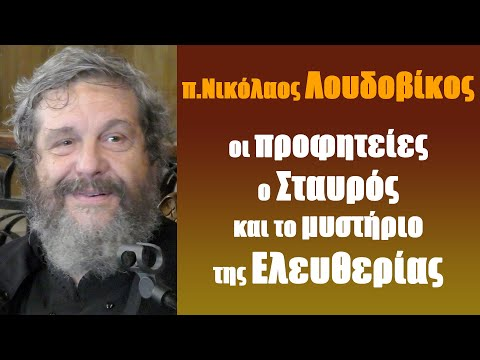 π.Νικόλαος Λουδοβίκος
οι προφητείες
ο Σταυρός
και το μυστήριο
της Ελευθερίας